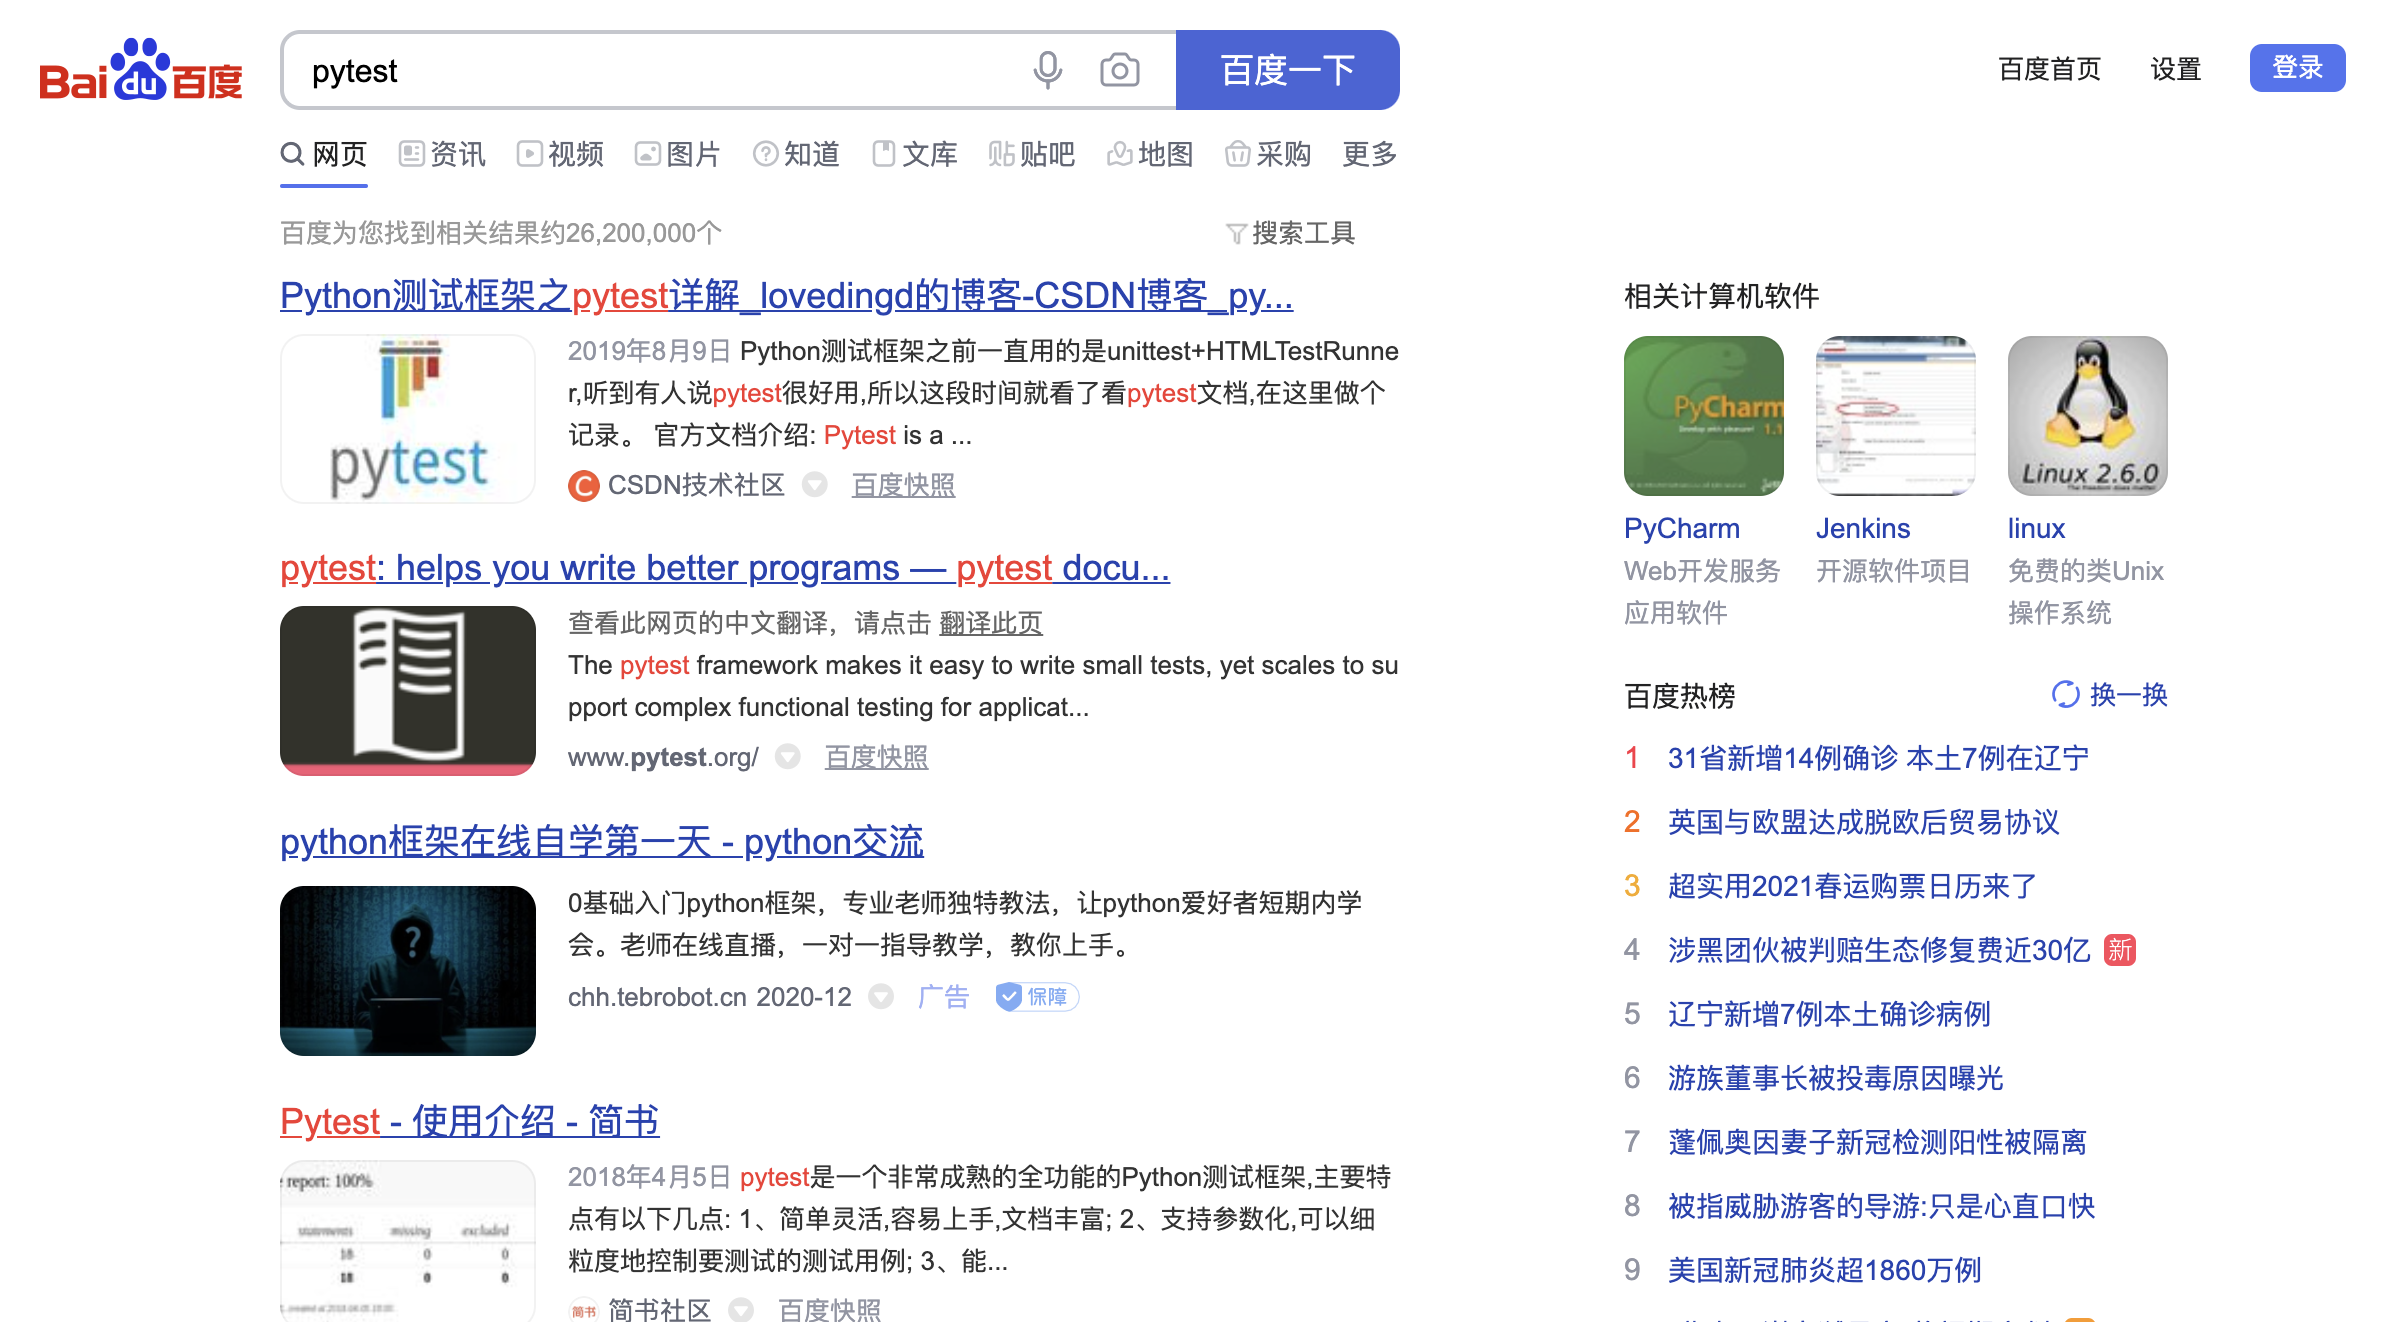 Bai du 百度
pytest
百度一下
百度首页 设置 登录
网页 资讯 视频 图片 知道 文库 贴吧 地图 采购 更多
百度为您找到相关结果约26,200,000个
搜索工具
Python测试框架之pytest详解_lovedingd的博客-CSDN博客_py...
pytest
2019年8月9日 Python测试框架之前一直用的是unittest+HTMLTestRunne
r,听到有人说pytest很好用,所以这段时间就看了看pytest文档,在这里做个
记录。 官方文档介绍: Pytest is a ...
CSDN技术社区 百度快照
pytest: helps you write better programs — pytest docu...
查看此网页的中文翻译，请点击 翻译此页
The pytest framework makes it easy to write small tests, yet scales to su
pport complex functional testing for applicat...
www.pytest.org/ 百度快照
python框架在线自学第一天 - python交流
0基础入门python框架，专业老师独特教法，让python爱好者短期内学
会。老师在线直播，一对一指导教学，教你上手。
chh.tebrobot.cn 2020-12 广告 保障
Pytest - 使用介绍 - 简书
report: 100%
statements missing excluded
18 0 0
18 0 0
2018年4月5日 pytest是一个非常成熟的全功能的Python测试框架,主要特
点有以下几点: 1、简单灵活,容易上手,文档丰富; 2、支持参数化,可以细
粒度地控制要测试的测试用例; 3、能...
简书 简书社区 百度快照
相关计算机软件
PyCharm
Develop with pleasure! 1.1
Linux 2.6.0
PyCharm Jenkins linux
Web开发服务 开源软件项目 免费的类Unix
应用软件 操作系统
百度热榜 换一换
1 31省新增14例确诊 本土7例在辽宁
2 英国与欧盟达成脱欧后贸易协议
3 超实用2021春运购票日历来了
4 涉黑团伙被判赔生态修复费近30亿 新
5 辽宁新增7例本土确诊病例
6 游族董事长被投毒原因曝光
7 蓬佩奥因妻子新冠检测阳性被隔离
8 被指威胁游客的导游:只是心直口快
9 美国新冠肺炎超1860万例